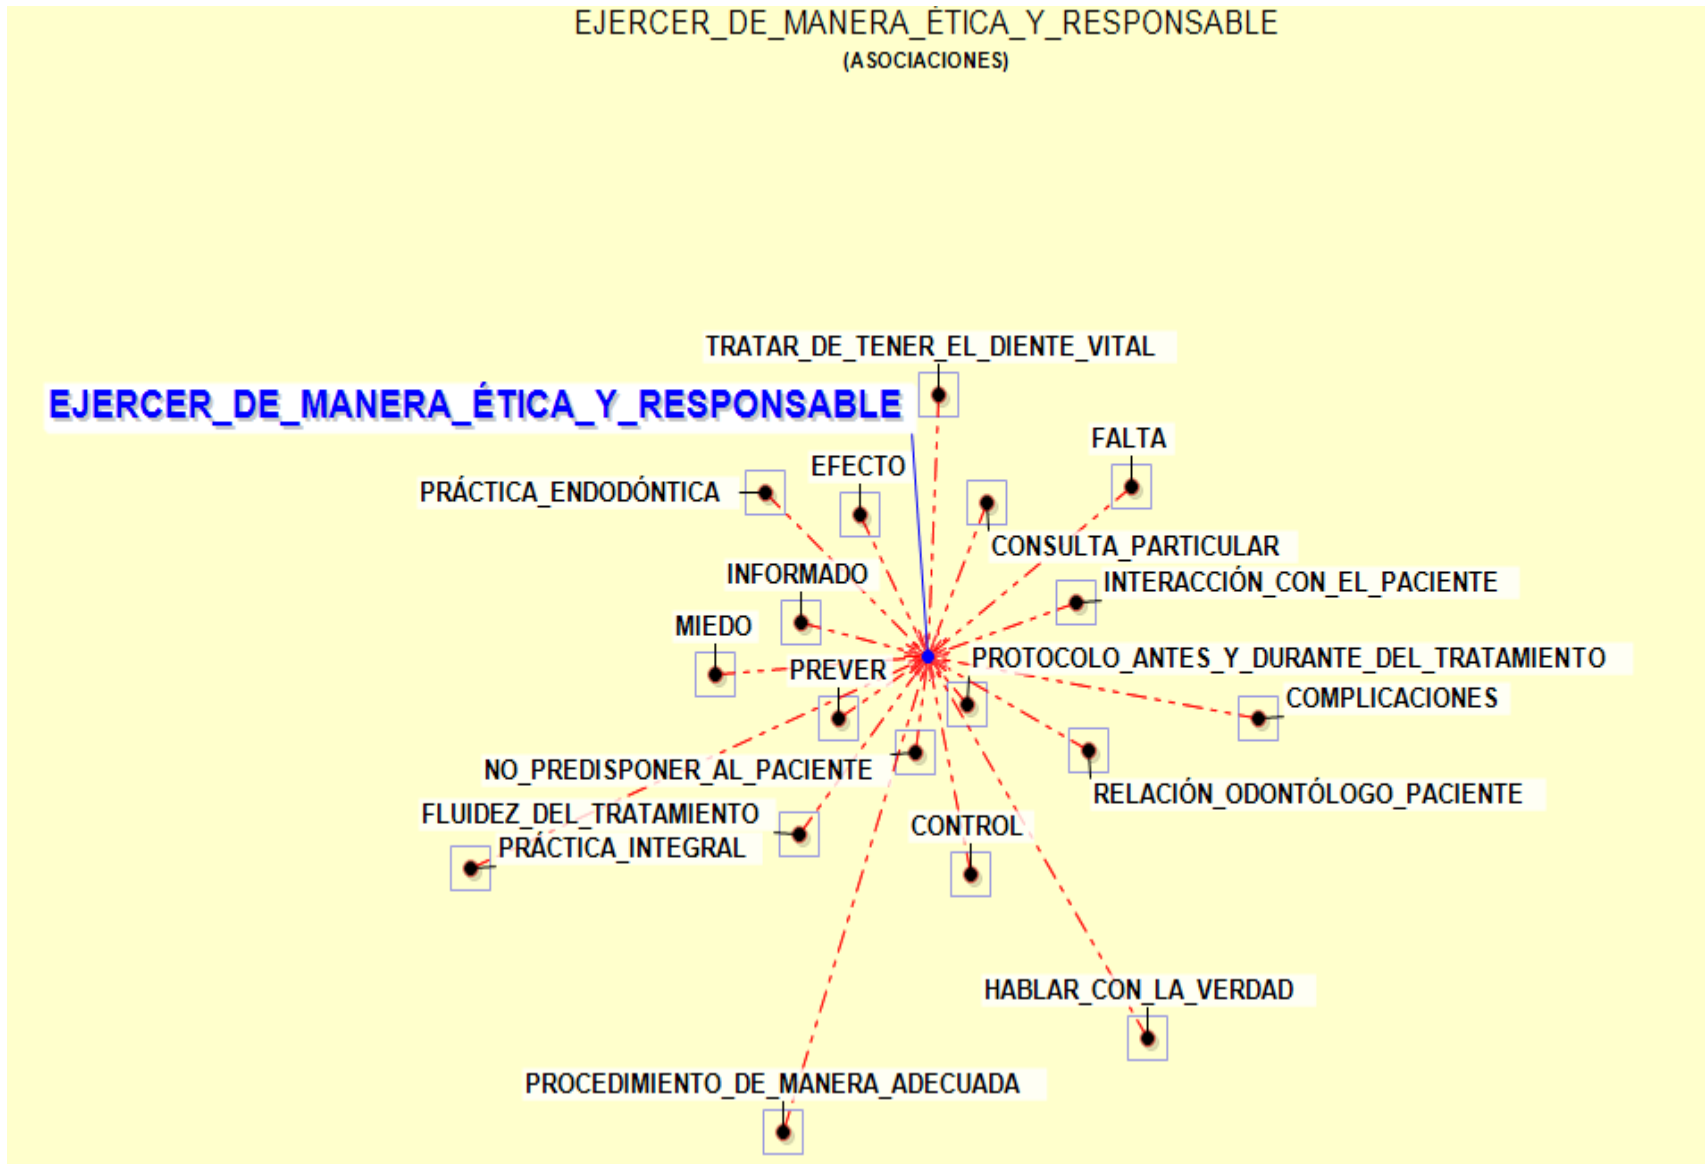 EJERCER_DE_MANERA_ÉTICA_Y_RESPONSABLE
(ASOCIACIONES)
TRATAR_DE_TENER_EL_DIENTE_VITAL
EJERCER_DE_MANERA_ÉTICA_Y_RESPONSABLE
FALTA
EFECTO
PRÁCTICA_ENDODÓNTICA
CONSULTA_PARTICULAR
INFORMADO
INTERACCIÓN_CON_EL_PACIENTE
MIEDO
PREVER
PROTOCOLO_ANTES_Y_DURANTE_DEL_TRATAMIENTO
COMPLICACIONES
NO_PREDISPONER_AL_PACIENTE
RELACIÓN_ODONTÓLOGO_PACIENTE
FLUIDEZ_DEL_TRATAMIENTO
CONTROL
PRÁCTICA_INTEGRAL
HABLAR_CON_LA_VERDAD
PROCEDIMIENTO_DE_MANERA_ADECUADA